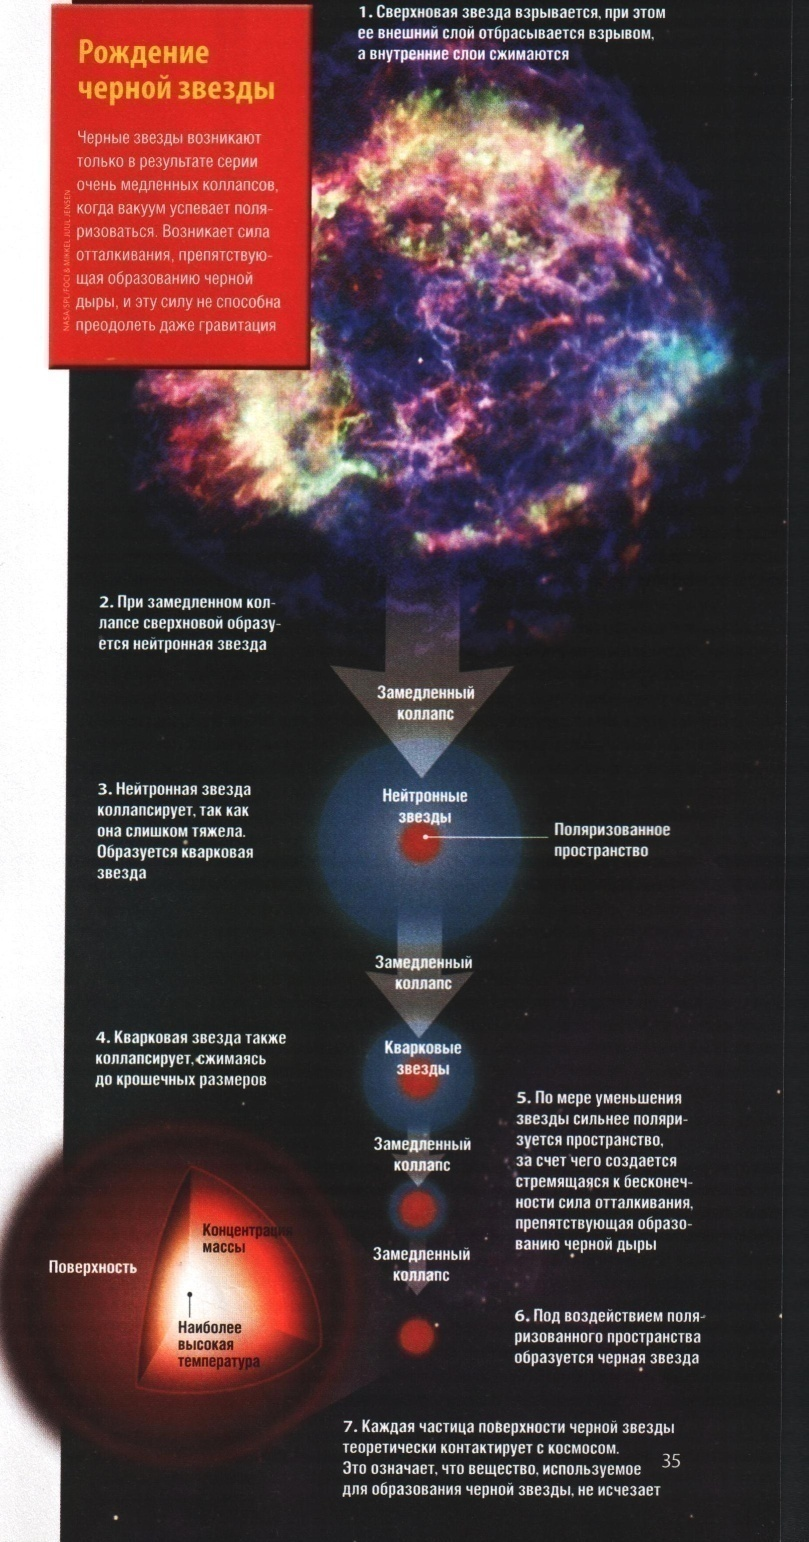 1. Сверхновая звезда взрывается, при этом
ее внешний слой отбрасывается взрывом,
а внутренние слои сжимаются
Рождение
черной звезды
Черные звезды возникают
только в результате серии
очень медленных коллапсов,
когда вакуум успевает поля-
ризоваться. Возникает сила
отталкивания, препятствую-
щая образованию черной
дыры, и эту силу не способна
преодолеть даже гравитация
NASA/SPL/FOCI & MIKKEL JUUL JENSEN
2. При замедленном кол-
лапсе сверхновой образу-
ется нейтронная звезда
Замедленный
коллапс
3. Нейтронная звезда
коллапсирует, так как
она слишком тяжела.
Образуется кварковая
звезда
Нейтронные
звезды
Поляризованное
пространство
Замедленный
коллапс
4. Кварковая звезда также
коллапсирует, сжимаясь
до крошечных размеров
Кварковые
звезды
Замедленный
коллапс
5. По мере уменьшения
звезды сильнее поляри-
зуется пространство,
за счет чего создается
стремящаяся к бесконеч-
ности сила отталкивания,
препятствующая образо-
ванию черной дыры
Замедленный
коллапс
Поверхность
Концентрация
массы
Наиболее
высокая
температура
6. Под воздействием поля-
ризованного пространства
образуется черная звезда
7. Каждая частица поверхности черной звезды
теоретически контактирует с космосом.
Это означает, что вещество, используемое
для образования черной звезды, не исчезает
35